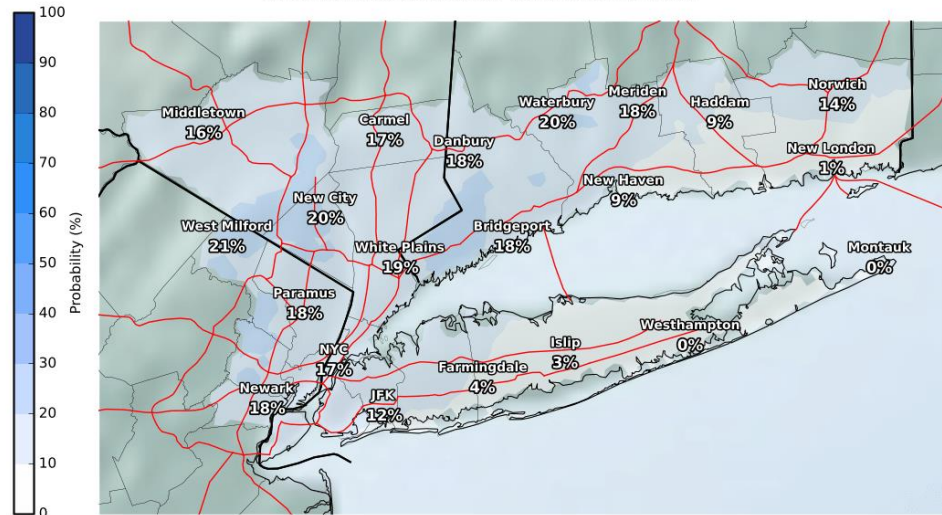 100
90
80
70
60
50
40
30
20
10
0
Probability (%)
Middletown
16%
Carmel
17%
Danbury
18%
Waterbury
20%
Meriden
18%
Haddam
9%
Norwich
14%
New London
1%
New Haven
9%
New City
20%
West Milford
21%
White Plains
19%
Bridgeport
18%
Montauk
0%
Paramus
18%
NYC
17%
Newark
18%
JFK
12%
Farmingdale
4%
Islip
3%
Westhampton
0%